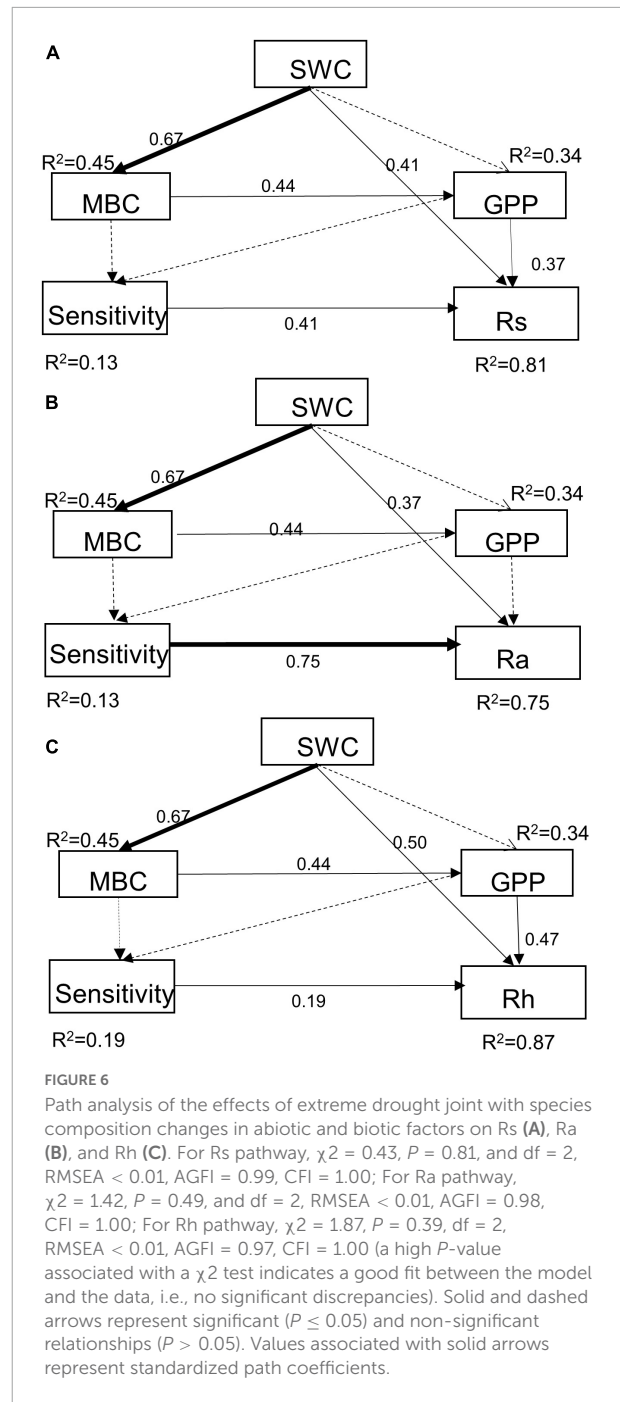 A
SWC
0.67
R²=0.45
0.41
R²=0.34
MBC
0.44
GPP
0.37
Sensitivity
0.41
Rs
R²=0.13
R²=0.81
B
SWC
0.67
R²=0.45
0.37
R²=0.34
MBC
0.44
GPP
Sensitivity
0.75
Ra
R²=0.13
R²=0.75
C
SWC
0.67
R²=0.45
0.50
R²=0.34
MBC
0.44
GPP
0.47
Sensitivity
0.19
Rh
R²=0.19
R²=0.87
FIGURE 6
Path analysis of the effects of extreme drought joint with species
composition changes in abiotic and biotic factors on Rs (A), Ra
(B), and Rh (C). For Rs pathway, χ2 = 0.43, P = 0.81, and df = 2,
RMSEA < 0.01, AGFI = 0.99, CFI = 1.00; For Ra pathway,
χ2 = 1.42, P = 0.49, and df = 2, RMSEA < 0.01, AGFI = 0.98,
CFI = 1.00; For Rh pathway, χ2 = 1.87, P = 0.39, df = 2,
RMSEA < 0.01, AGFI = 0.97, CFI = 1.00 (a high P-value
associated with a χ2 test indicates a good fit between the model
and the data, i.e., no significant discrepancies). Solid and dashed
arrows represent significant (P ≤ 0.05) and non-significant
relationships (P > 0.05). Values associated with solid arrows
represent standardized path coefficients.